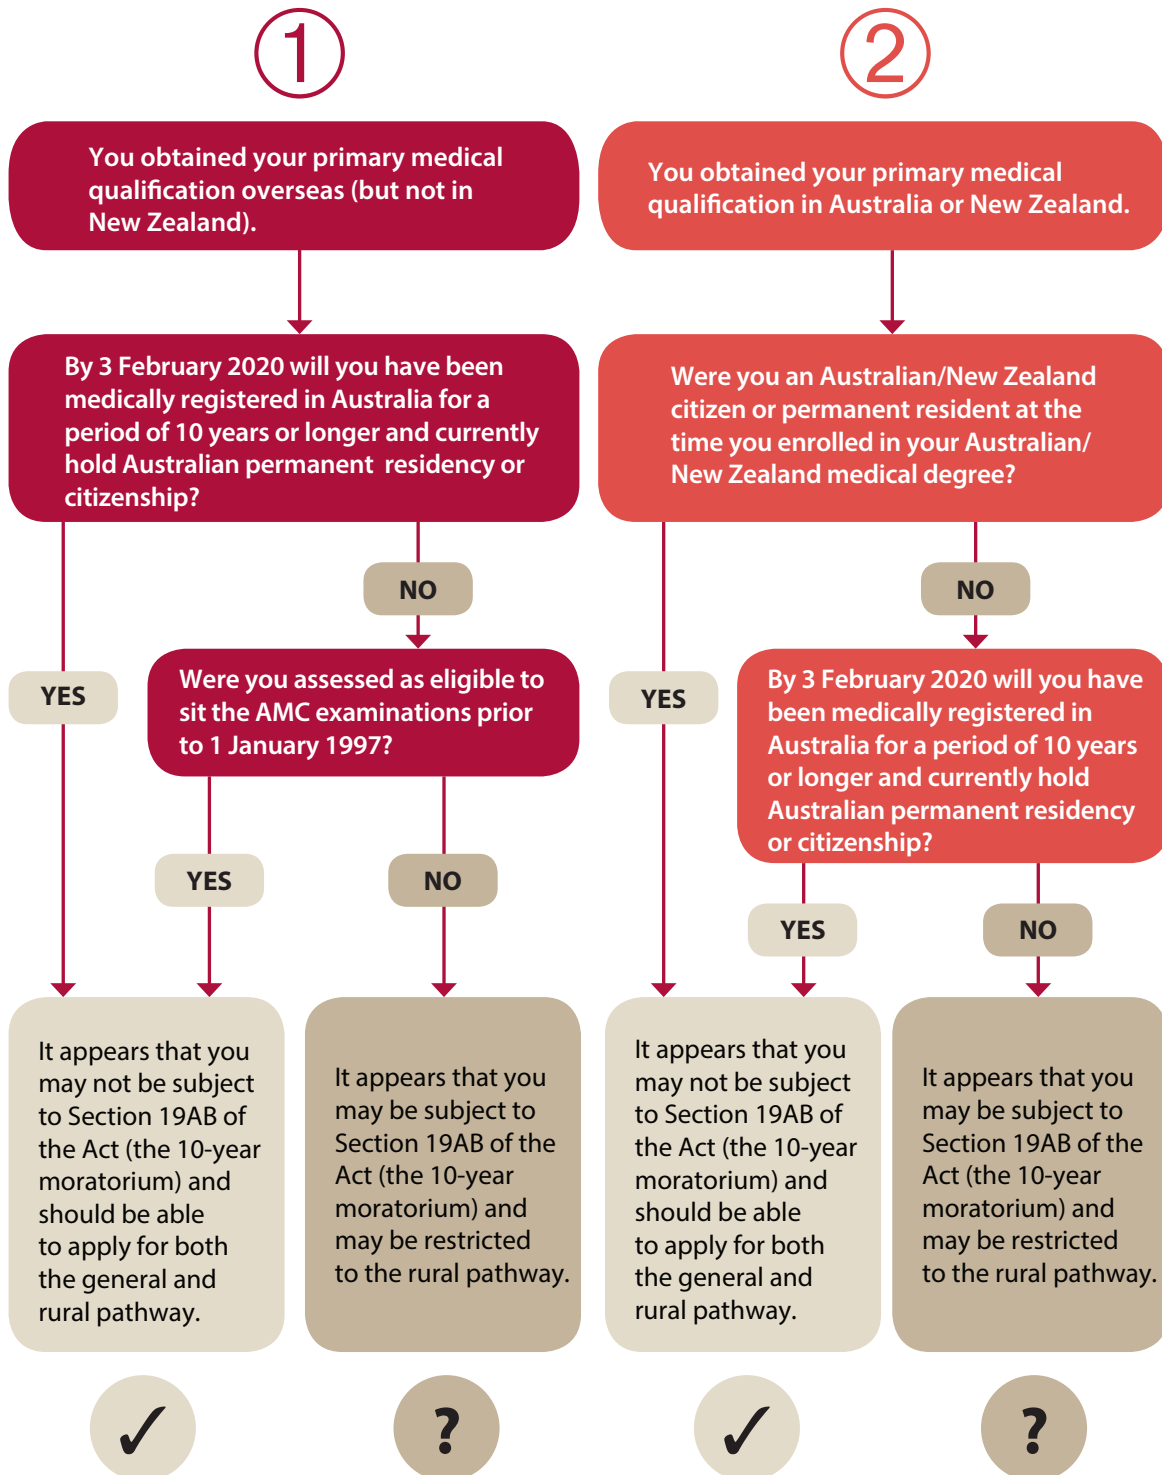 1
You obtained your primary medical
qualification overseas (but not in
New Zealand).
By 3 February 2020 will you have been
medically registered in Australia for a
period of 10 years or longer and currently
hold Australian permanent residency or
citizenship?
NO
YES
Were you assessed as eligible to
sit the AMC examinations prior
to 1 January 1997?
YES
NO
It appears that you
may not be subject
to Section 19AB of
the Act (the 10-year
moratorium) and
should be able
to apply for both
the general and
rural pathway.
It appears that you
may be subject to
Section 19AB of the
Act (the 10-year
moratorium) and
may be restricted
to the rural pathway.
✓
?
2
You obtained your primary medical
qualification in Australia or New Zealand.
Were you an Australian/New Zealand
citizen or permanent resident at the
time you enrolled in your Australian/
New Zealand medical degree?
NO
YES
By 3 February 2020 will you have
been medically registered in
Australia for a period of 10 years
or longer and currently hold
Australian permanent residency
or citizenship?
YES
NO
It appears that you
may not be subject
to Section 19AB of
the Act (the 10-year
moratorium) and
should be able
to apply for both
the general and
rural pathway.
It appears that you
may be subject to
Section 19AB of the
Act (the 10-year
moratorium) and
may be restricted
to the rural pathway.
✓
?